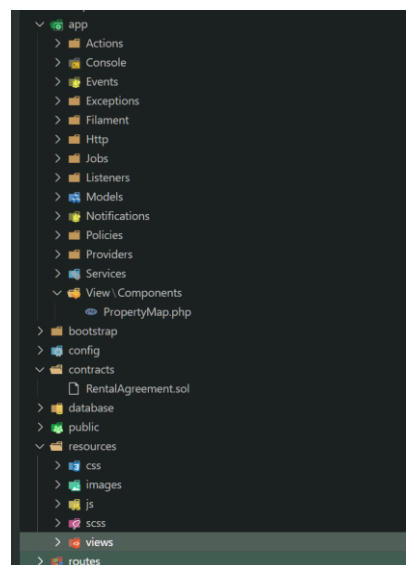 app
Actions
Console
Events
Exceptions
Filament
Http
Jobs
Listeners
Models
Notifications
Policies
Providers
Services
View\Components
PropertyMap.php
bootstrap
config
contracts
RentalAgreement.sol
database
public
resources
css
images
js
scss
views
routes